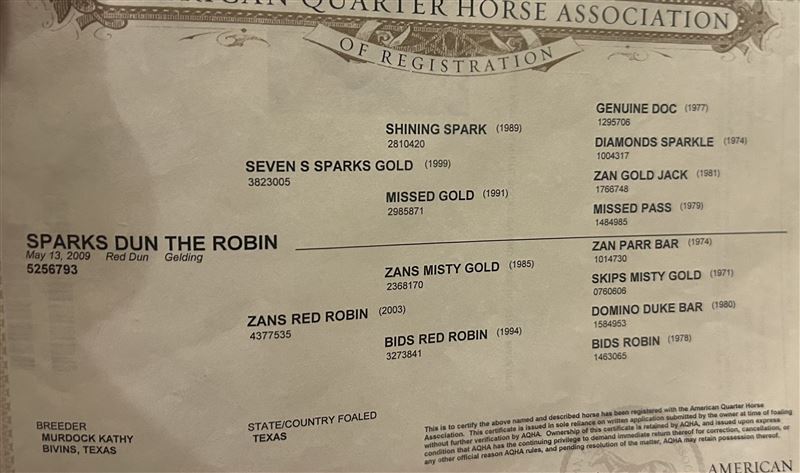 QUARTER HORSE ASSOCIATION
OF REGISTRATION
GENUINE DOC (1977)
1295706
SHINING SPARK (1989)
2810420
DIAMONDS SPARKLE (1974)
1004317
SEVEN S SPARKS GOLD (1999)
3823005
ZAN GOLD JACK (1981)
1766748
MISSED GOLD (1991)
2985871
MISSED PASS (1979)
1484985
SPARKS DUN THE ROBIN
May 13, 2009 Red Dun Gelding
5256793
ZAN PARR BAR (1974)
1014730
ZANS MISTY GOLD (1985)
2368170
SKIPS MISTY GOLD (1971)
0760606
ZANS RED ROBIN (2003)
4377535
DOMINO DUKE BAR (1980)
1584953
BIDS RED ROBIN (1994)
3273841
BIDS ROBIN (1978)
1463065
BREEDER
MURDOCK KATHY
BIVINS, TEXAS
STATE/COUNTRY FOALED
TEXAS
This is to certify the above named and described horse has been registered with the American Quarter Horse
Association. This certificate is issued in sole reliance on written application submitted by the owner at time of foaling
without further verification by AQHA. Ownership of this certificate is retained by AQHA, and issued upon express
condition that AQHA has the continuing privilege to demand immediate return thereof for correction, cancellation, or
any other official reason AQHA rules, and pending resolution of the matter, AQHA may retain possession thereof.
AMERICAN